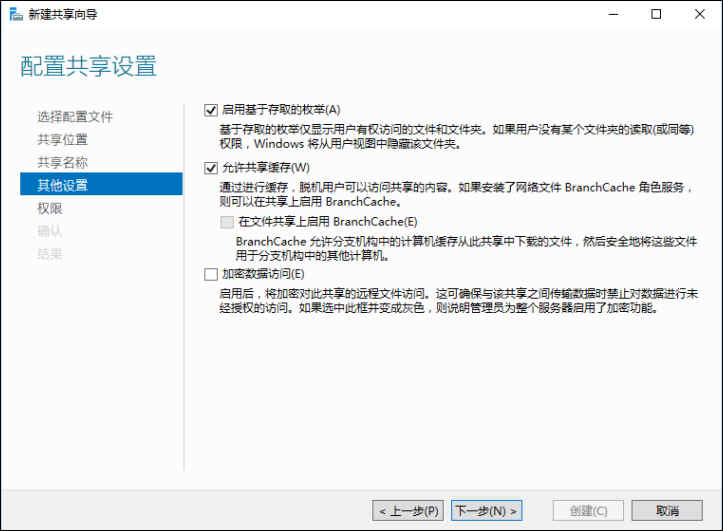 新建共享向导
配置共享设置
选择配置文件
共享位置
共享名称
其他设置
权限
确认
结果
启用基于存取的枚举(A)
基于存取的枚举仅显示用户有权访问的文件和文件夹。如果用户没有某个文件夹的读取(或同等)
权限，Windows 将从用户视图中隐藏该文件夹。
允许共享缓存(W)
通过进行缓存，脱机用户可以访问共享的内容。如果安装了网络文件 BranchCache 角色服务，
则可以在共享上启用 BranchCache。
在文件共享上启用 BranchCache(E)
BranchCache 允许分支机构中的计算机缓存从此共享中下载的文件，然后安全地将这些文件
用于分支机构中的其他计算机。
加密数据访问(E)
启用后，将加密对此共享的远程文件访问。这可确保与该共享之间传输数据时禁止对数据进行未
经授权的访问。如果选中此框并变成灰色，则说明管理员为整个服务器启用了加密功能。
< 上一步(P) 下一步(N) > 创建(C) 取消